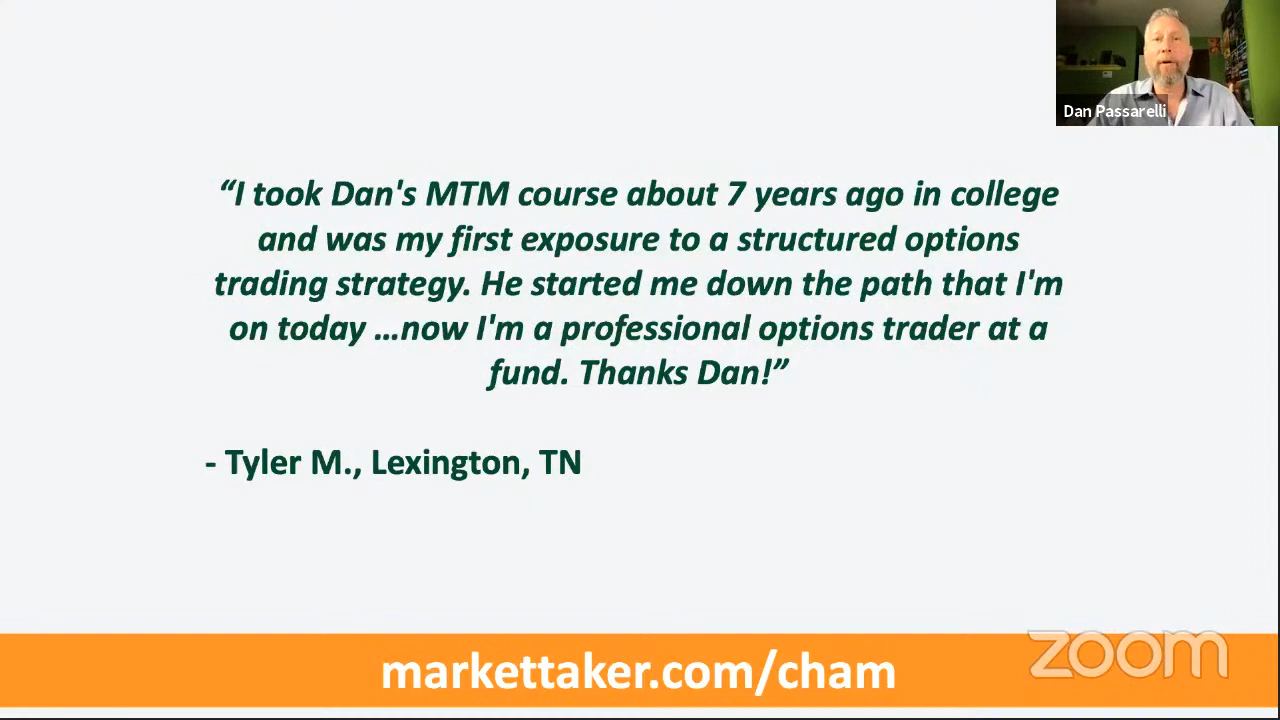 Dan Passarelli
“I took Dan's MTM course about 7 years ago in college
and was my first exposure to a structured options
trading strategy. He started me down the path that I'm
on today …now I'm a professional options trader at a
fund. Thanks Dan!”
- Tyler M., Lexington, TN
markettaker.com/cham
zoom